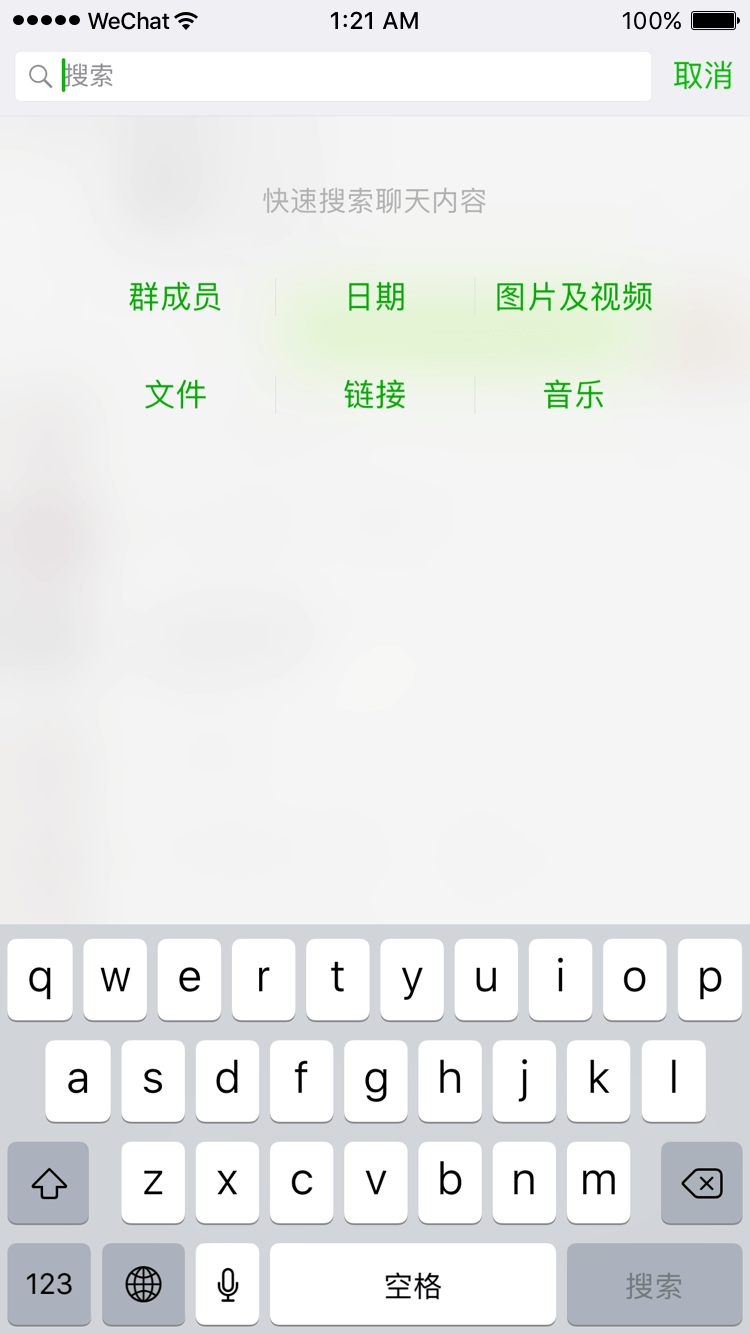 WeChat 1:21 AM 100%
搜索 取消
快速搜索聊天内容
群成员 日期 图片及视频
文件 链接 音乐
q w e r t y u i o p
a s d f g h j k l
z x c v b n m
123 空格 搜索